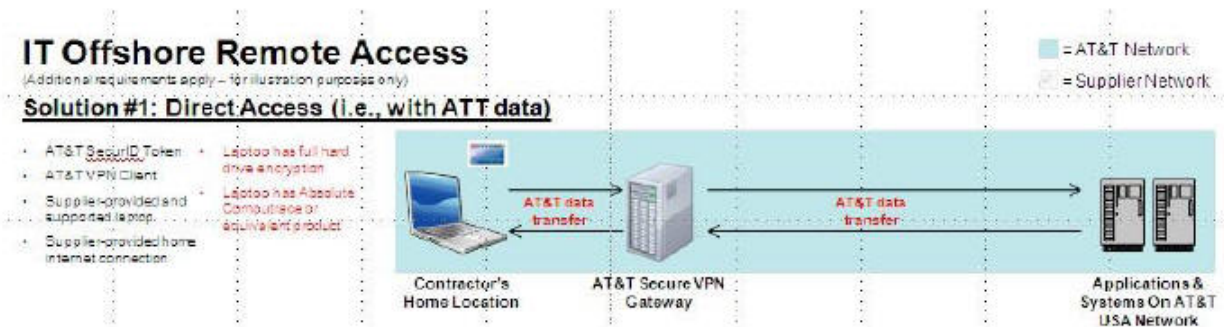 IT Offshore Remote Access
(Additional requirements apply – for illustration purposes only)
Solution #1: Direct Access (i.e., with ATT data)
= AT&T Network
= Supplier Network
• AT&T SecurID Token
• AT&T VPN Client
• Supplier-provided and
supported laptop
• Supplier-provided home
internet connection
• Laptop has full hard
drive encryption
• Laptop has Absolute
Computrace or
equivalent product
AT&T data
transfer
AT&T data
transfer
Contractor's
Home Location
AT&T Secure VPN
Gateway
Applications &
Systems On AT&T
USA Network